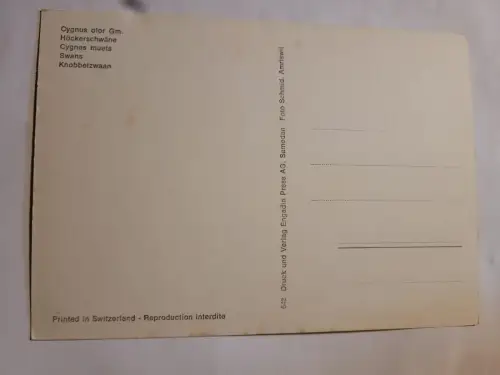 Cygnus olor Gm.
Höckerschwäne
Cygnes muets
Swans
Knobbelzwaan
542 Druck und Verlag Engadin Press AG, Samedan Foto Schmid, Amriswil
Printed in Switzerland - Reproduction interdite